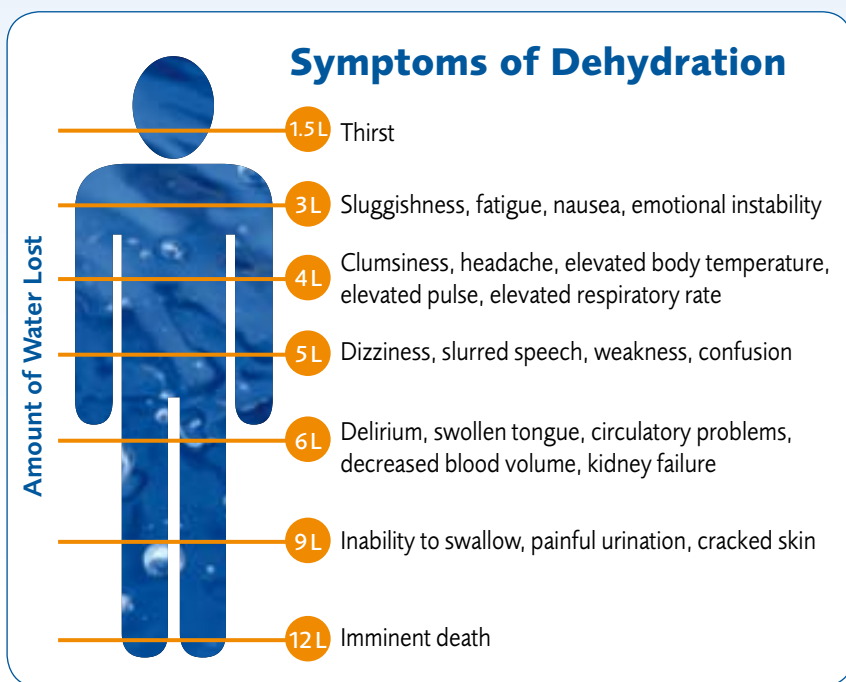 Symptoms of Dehydration
Amount of Water Lost
1.5 L Thirst
3 L Sluggishness, fatigue, nausea, emotional instability
4 L Clumsiness, headache, elevated body temperature,
elevated pulse, elevated respiratory rate
5 L Dizziness, slurred speech, weakness, confusion
6 L Delirium, swollen tongue, circulatory problems,
decreased blood volume, kidney failure
9 L Inability to swallow, painful urination, cracked skin
12 L Imminent death